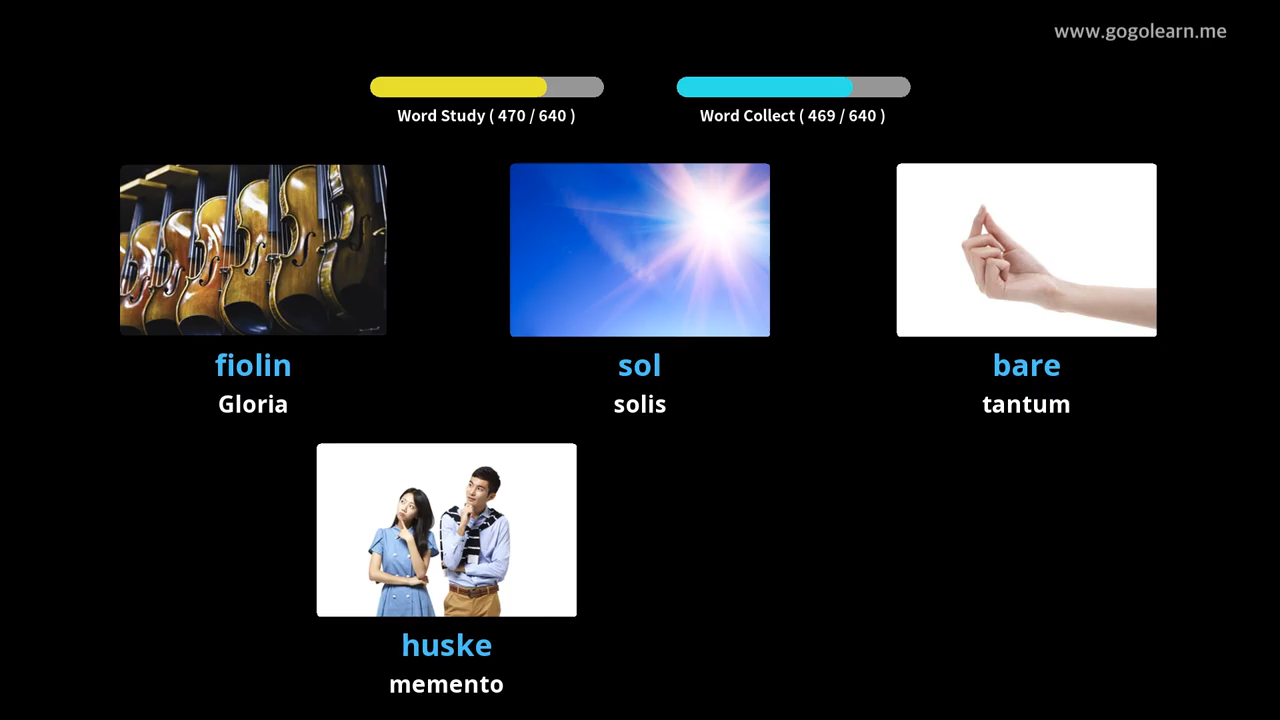 www.gogolearn.me
Word Study ( 470 / 640 )
Word Collect ( 469 / 640 )
fiolin
Gloria
sol
solis
bare
tantum
huske
memento